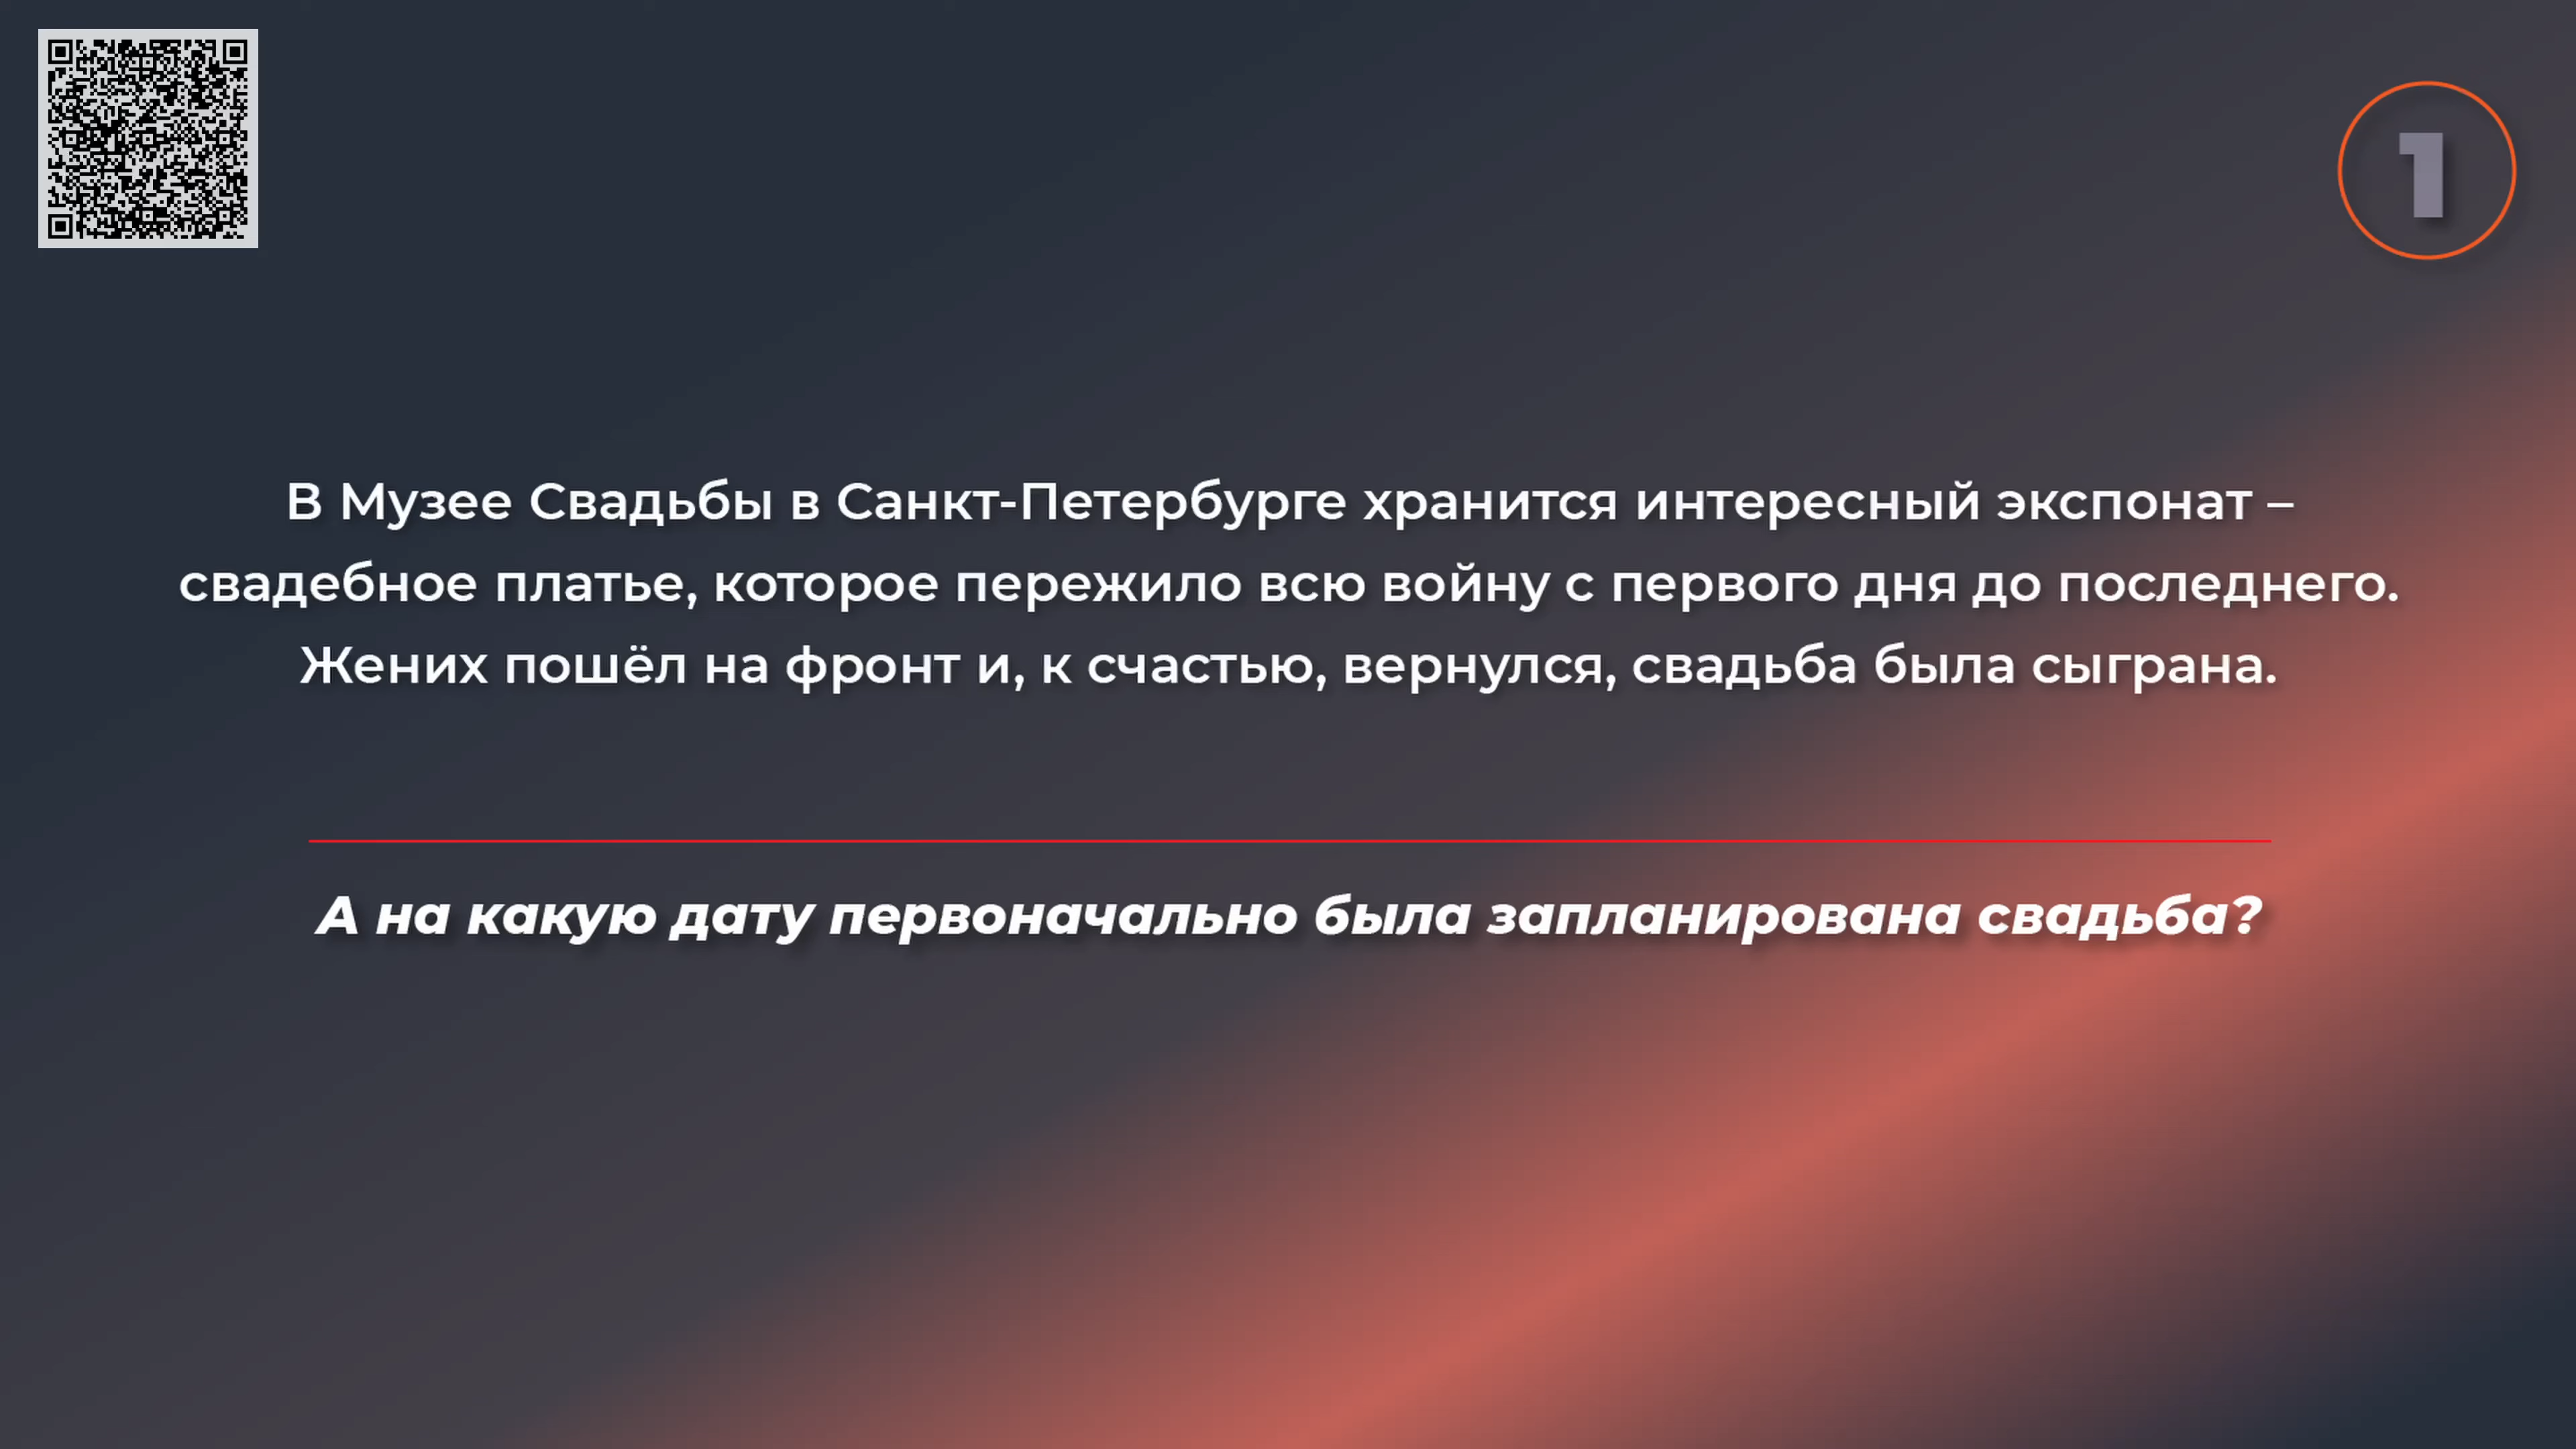 1
В Музее Свадьбы в Санкт-Петербурге хранится интересный экспонат –
свадебное платье, которое пережило всю войну с первого дня до последнего.
Жених пошёл на фронт и, к счастью, вернулся, свадьба была сыграна.
А на какую дату первоначально была запланирована свадьба?